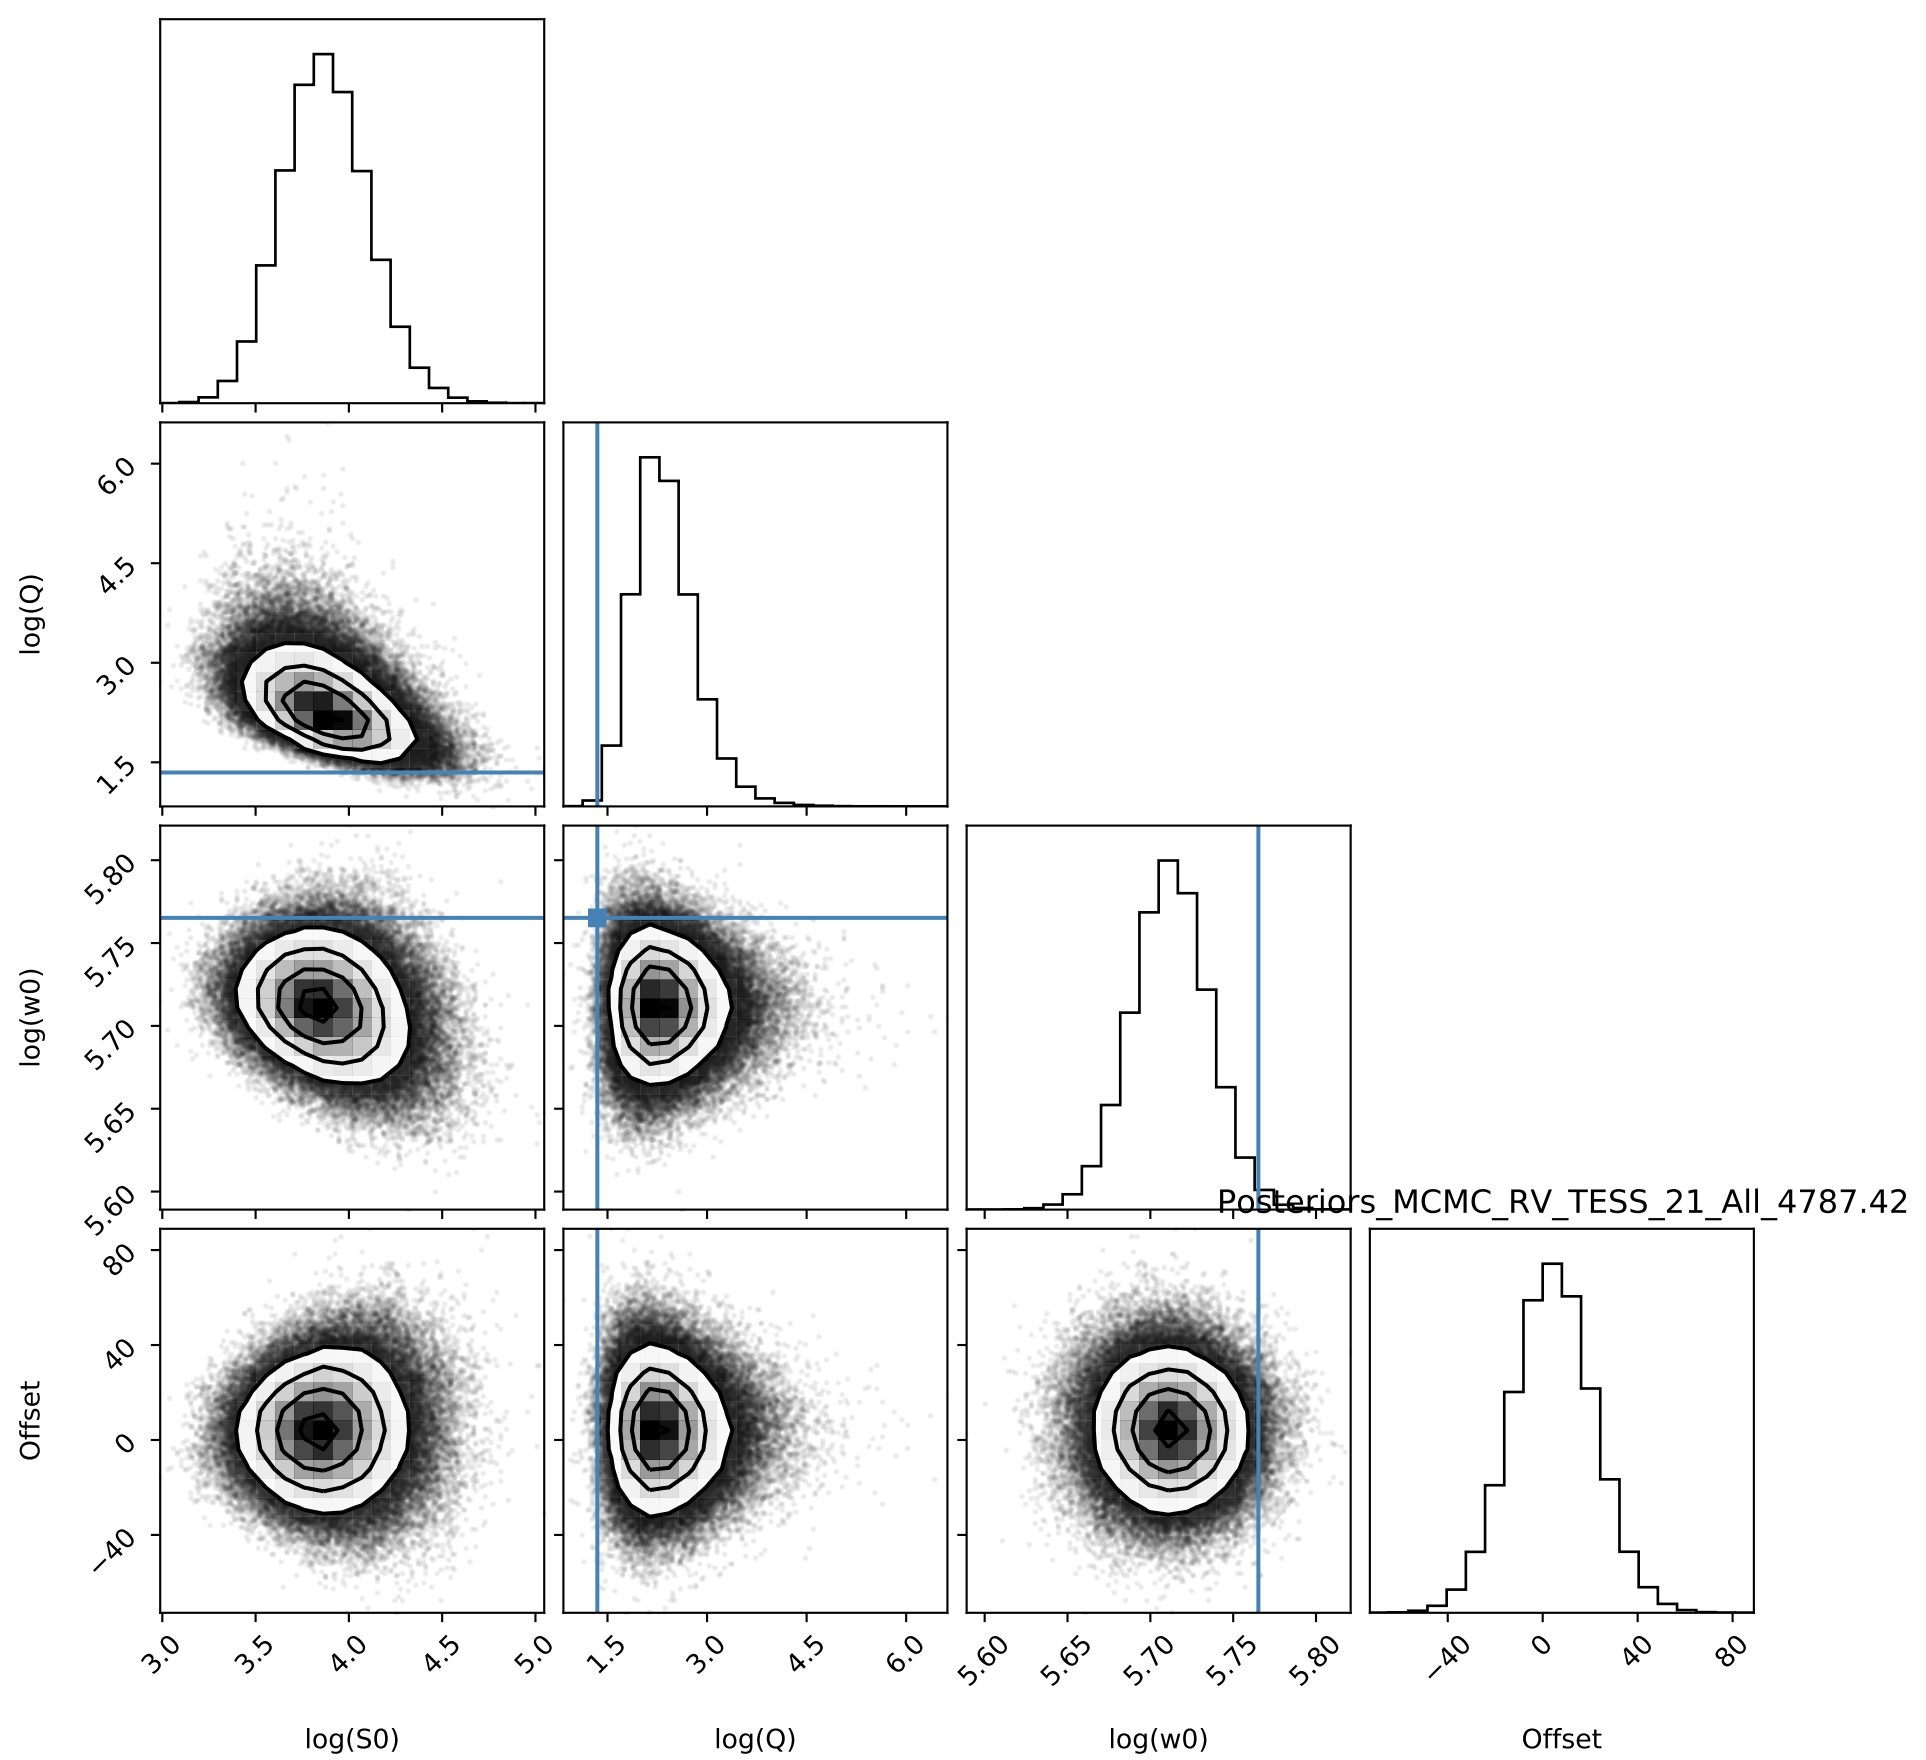 log(Q)
6.0
4.5
3.0
1.5
log(w0)
5.80
5.75
5.70
5.65
5.60
Posteriors_MCMC_RV_TESS_21_All_4787.42
Offset
80
40
0
−40
3.0 3.5 4.0 4.5 5.0
1.5 3.0 4.5 6.0
5.60 5.65 5.70 5.75 5.80
−40 0 40 80
log(S0) log(Q) log(w0) Offset